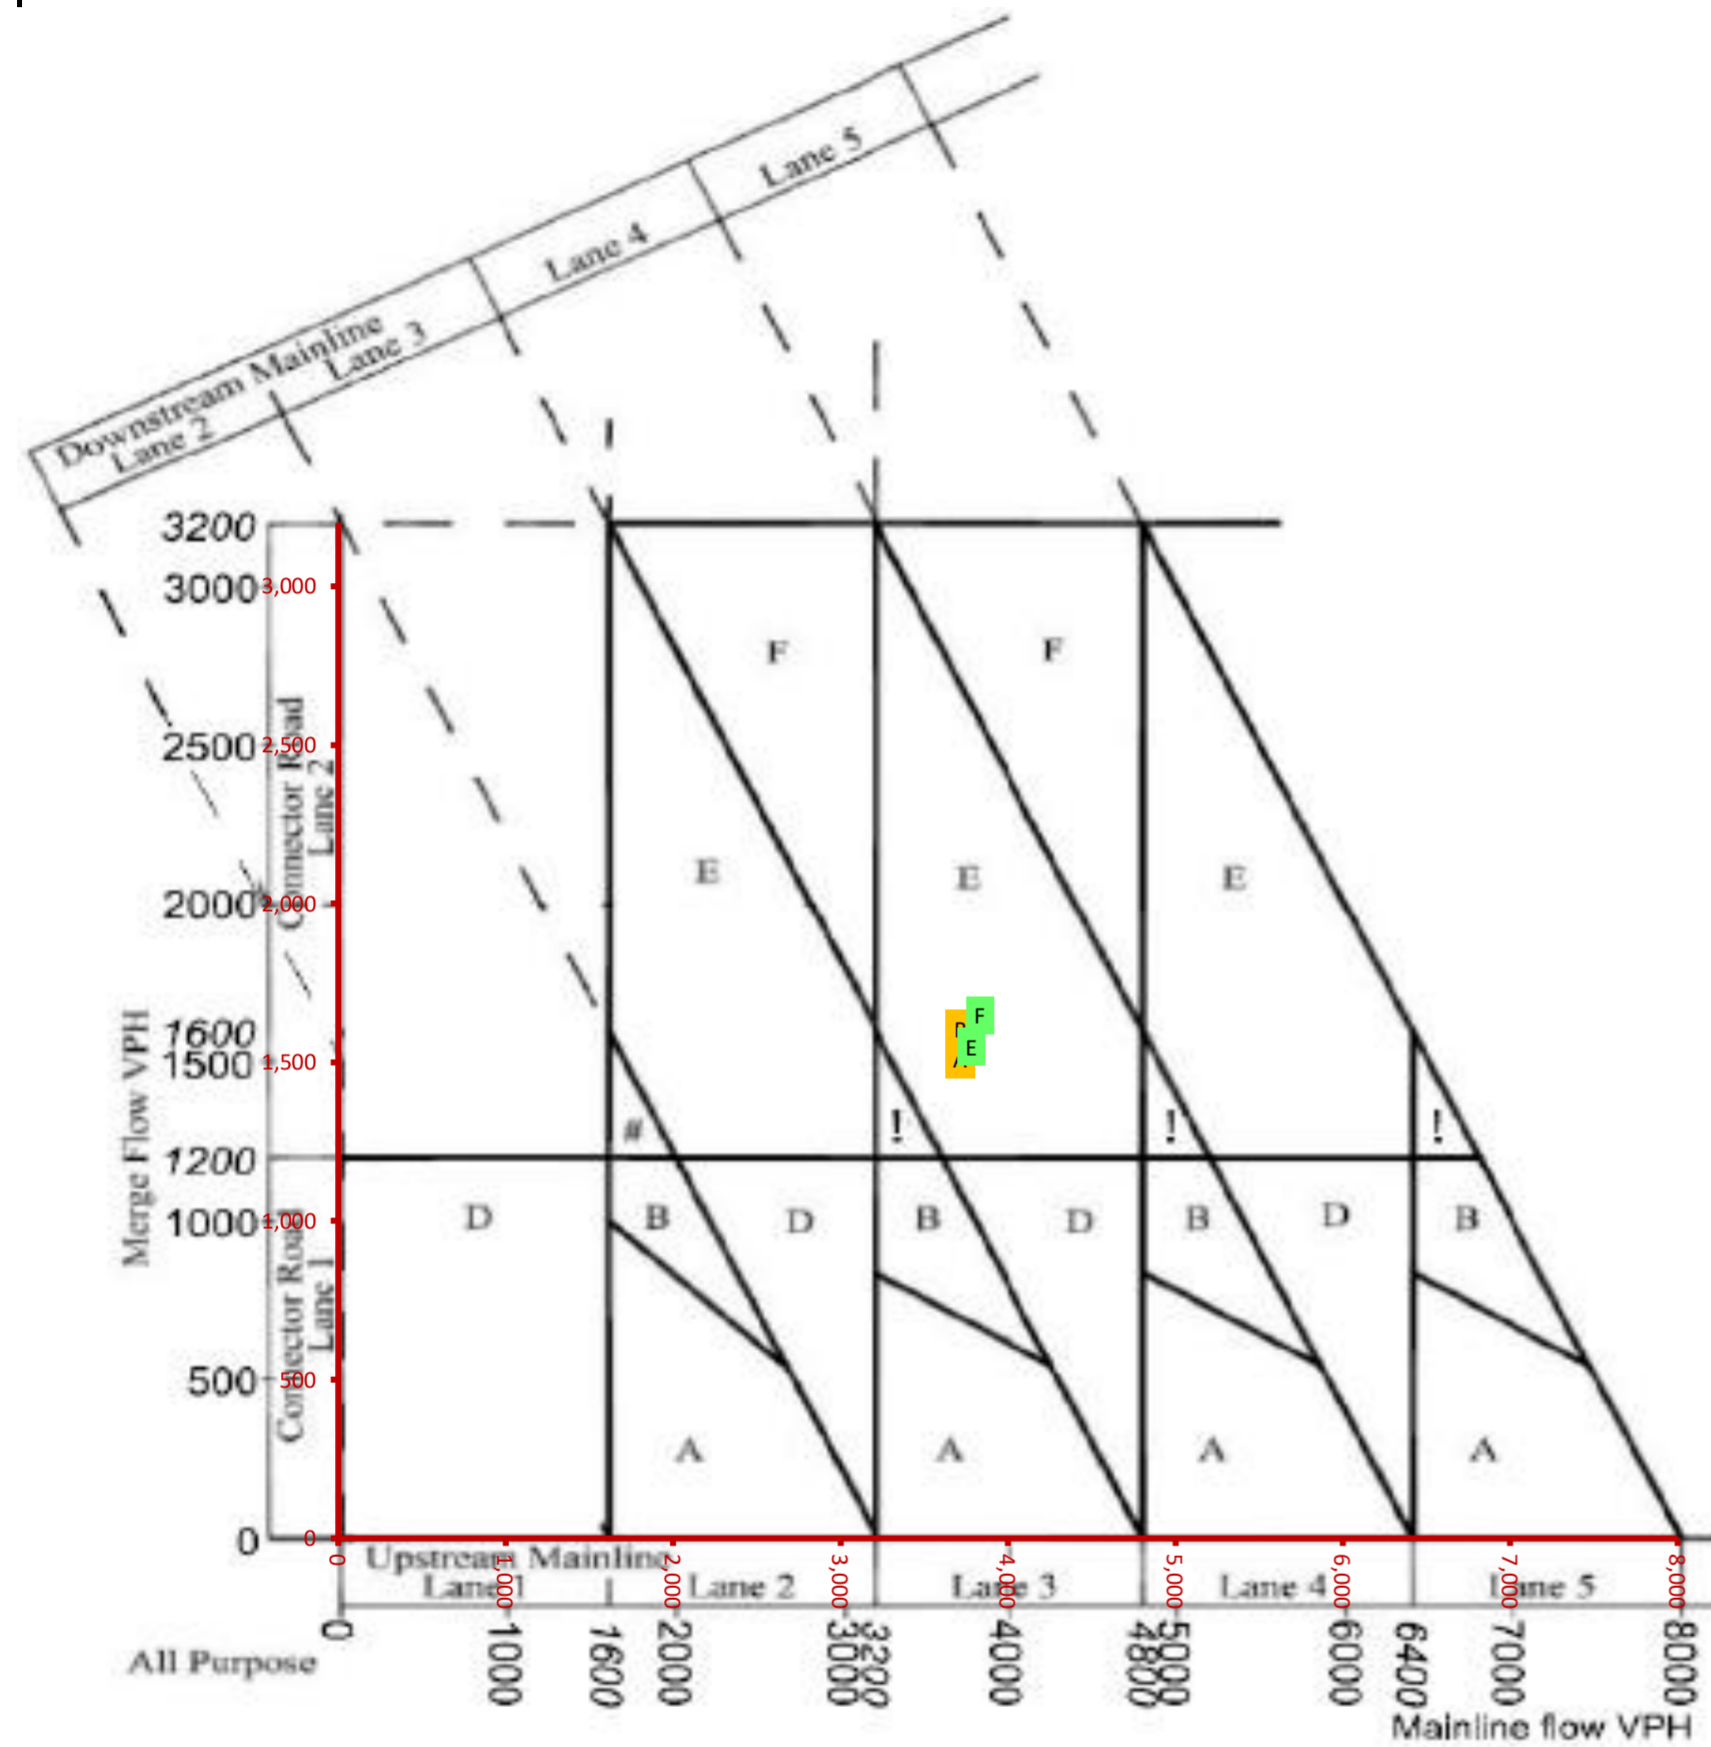 Lane 5
Lane 4
Downstream Mainline
Lane 3
Lane 2
3200
3000
3,000
F
F
2500
2,500
Connector Road
Lane 2
E
E
E
2000
2,000
Merge Flow VPH
1600
F
1500
1,500
E
#
!
!
!
1200
1000
1,000
D
B
D
B
D
B
D
B
Connector Road
Lane 1
500
500
A
A
A
A
0
0
0
1,000
2,000
3,000
4,000
5,000
6,000
7,000
8,000
Upstream Mainline
Lane 1
Lane 2
Lane 3
Lane 4
Lane 5
0
1000
1600
2000
3000
3200
4000
4800
5000
6000
6400
7000
8000
All Purpose
Mainline flow VPH